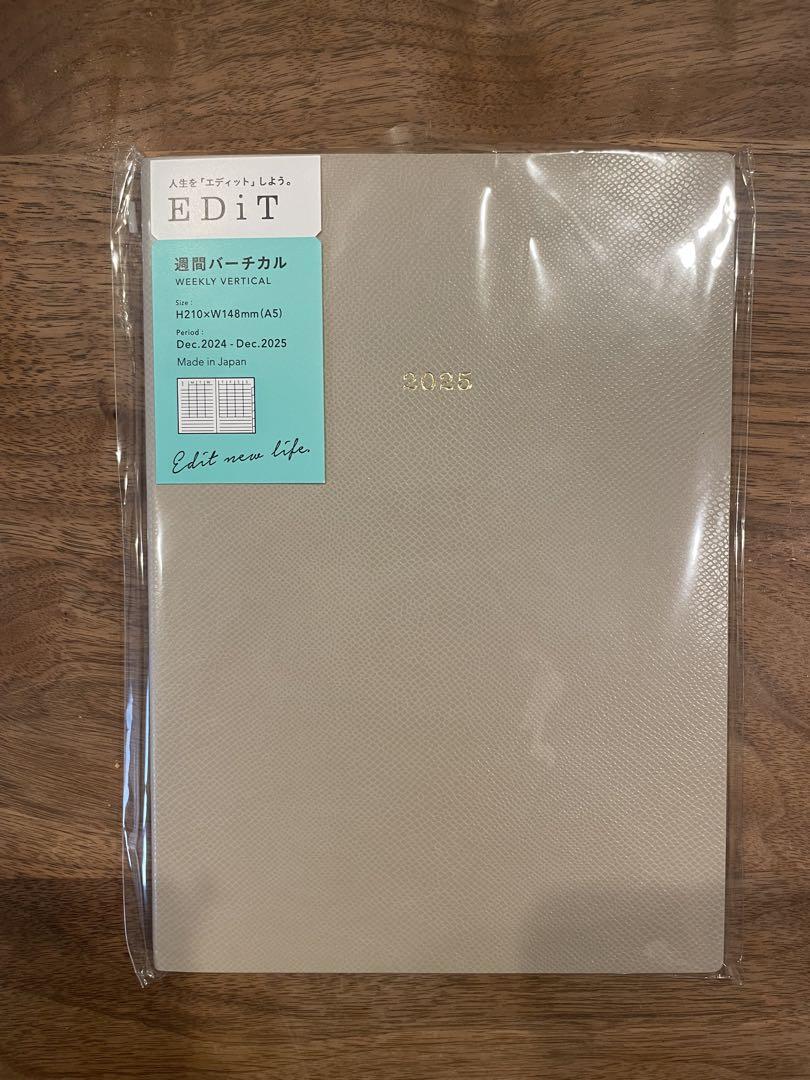 人生を「エディット」しよう。
EDiT
週間バーチカル
WEEKLY VERTICAL
Size :
H210×W148mm(A5)
Period :
Dec.2024 - Dec.2025
Made in Japan
S M T W T F S S
Edit new life.
2025